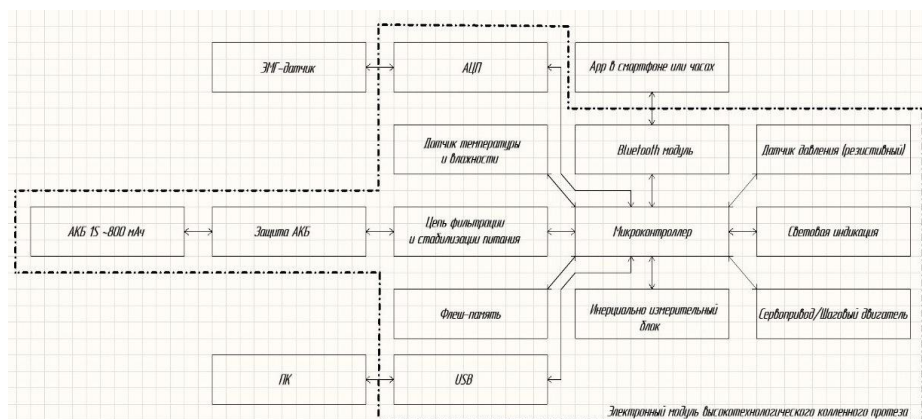 ЭМГ-датчик
АЦП
App в смартфоне или часах
Датчик температуры
и влажности
Bluetooth модуль
Датчик давления (резистивный)
АКБ 1S ~800 мАч
Защита АКБ
Цепь фильтрации
и стабилизации питания
Микроконтроллер
Световая индикация
Флеш-память
Инерциально измерительный
блок
Сервопривод/Шаговый двигатель
ПК
USB
Электронный модуль высокотехнологического колленного протеза